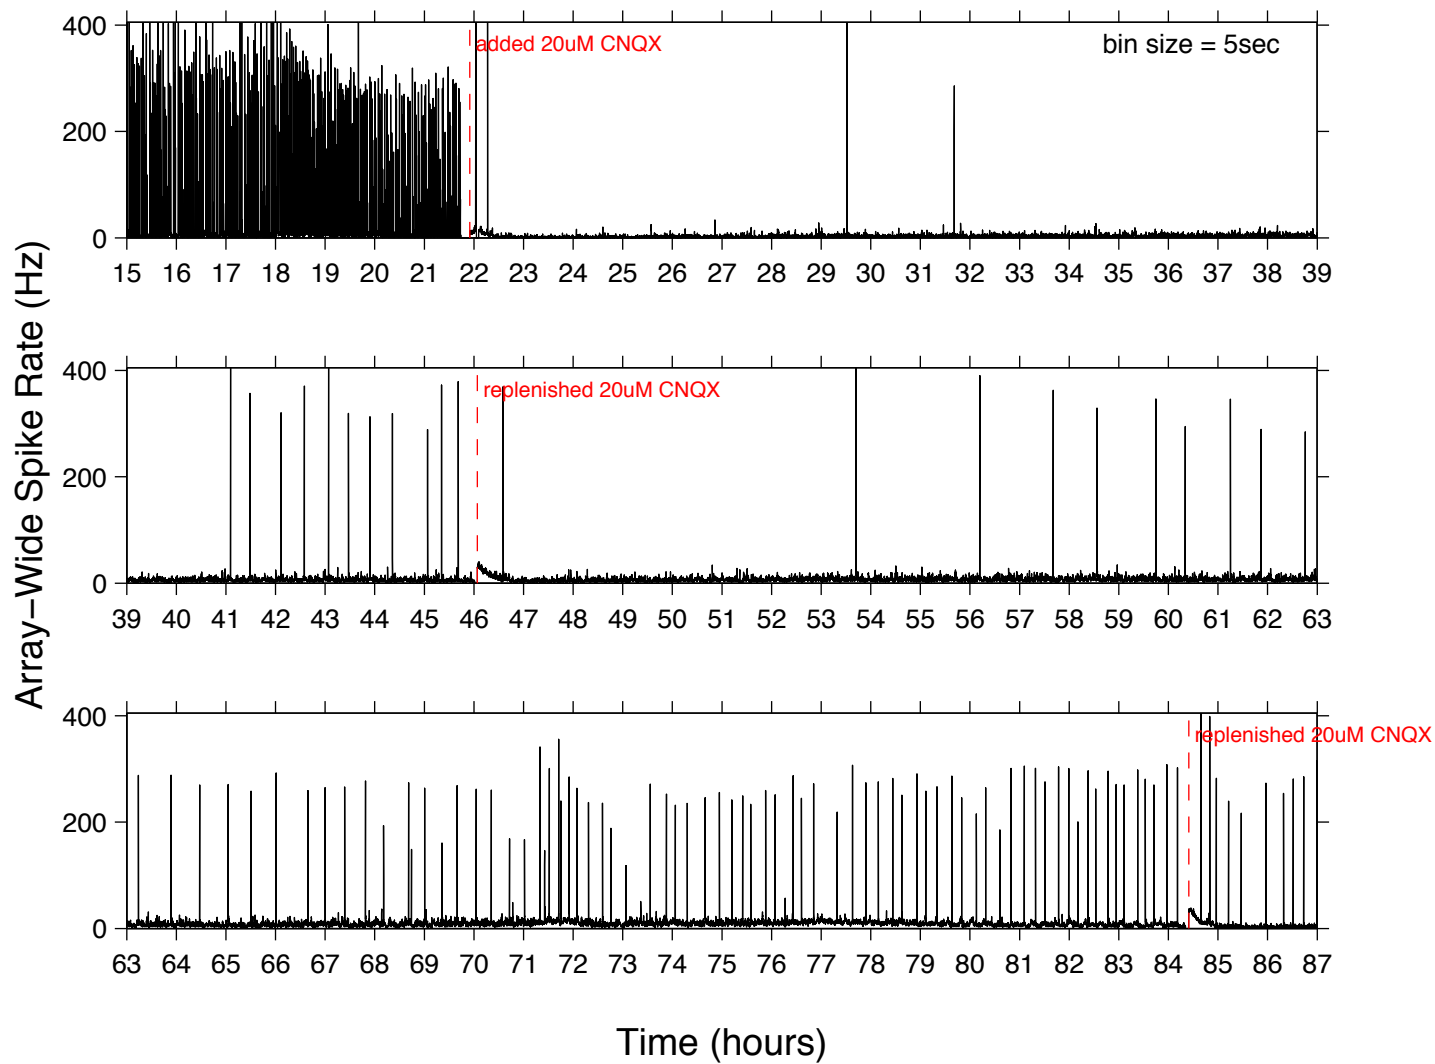 400
200
0
added 20uM CNQX
bin size = 5sec
15 16 17 18 19 20 21 22 23 24 25 26 27 28 29 30 31 32 33 34 35 36 37 38 39
Array-Wide Spike Rate (Hz)
400
200
0
replenished 20uM CNQX
39 40 41 42 43 44 45 46 47 48 49 50 51 52 53 54 55 56 57 58 59 60 61 62 63
400
200
0
replenished 20uM CNQX
63 64 65 66 67 68 69 70 71 72 73 74 75 76 77 78 79 80 81 82 83 84 85 86 87
Time (hours)